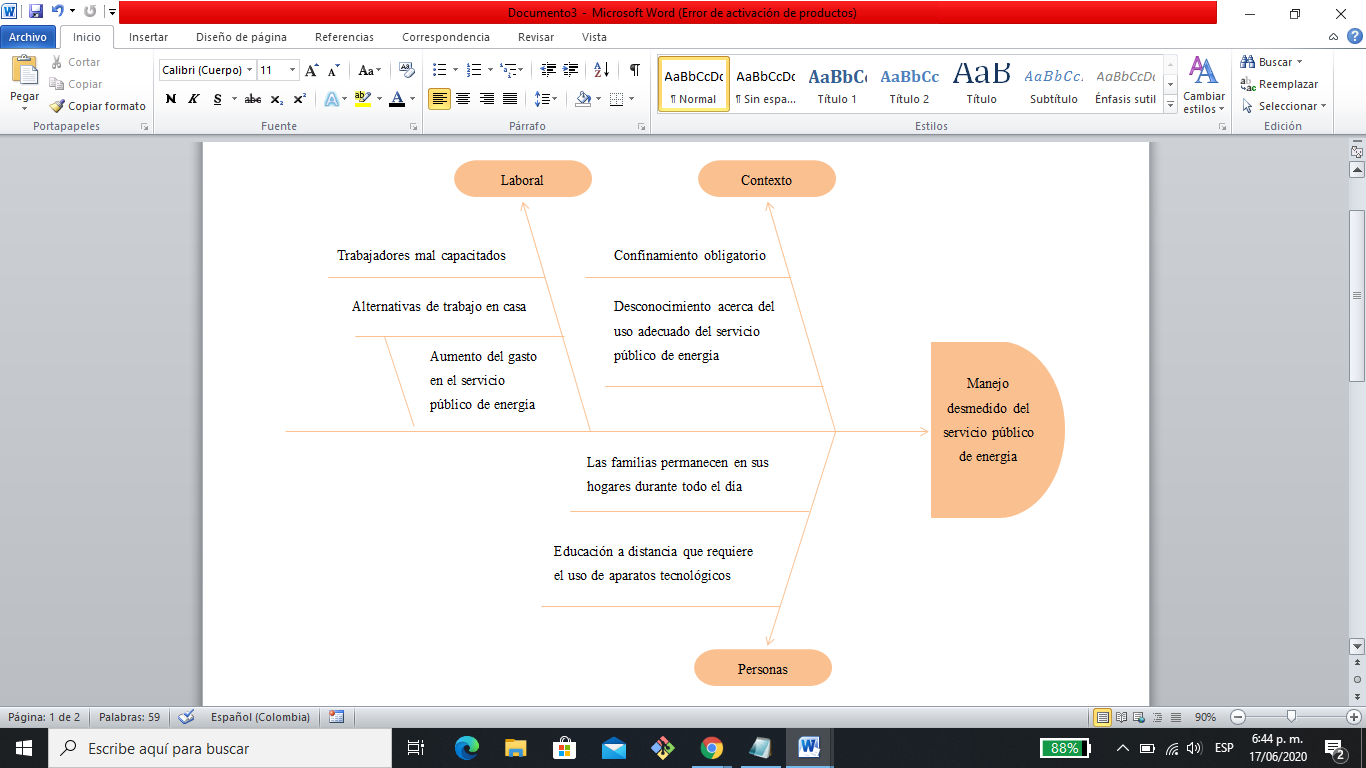 Documento3 - Microsoft Word (Error de activación de productos)
Archivo
Inicio
Insertar
Diseño de página
Referencias
Correspondencia
Revisar
Vista
Pegar
Cortar
Copiar
Copiar formato
Portapapeles
Calibri (Cuerpo)
11
N K S abc x₂ x²
Aa
Fuente
Párrafo
AaBbCcDc
¶ Normal
AaBbCcDc
¶ Sin espa...
AaBbC
Título 1
AaBbCc
Título 2
AaB
Título
AaBbCc.
Subtítulo
AaBbCcDc
Énfasis sutil
Estilos
Cambiar
estilos
Buscar
Reemplazar
Seleccionar
Edición
Laboral
Contexto
Trabajadores mal capacitados
Alternativas de trabajo en casa
Aumento del gasto
en el servicio
público de energia
Confinamiento obligatorio
Desconocimiento acerca del
uso adecuado del servicio
público de energia
Manejo
desmedido del
servicio público
de energia
Las familias permanecen en sus
hogares durante todo el dia
Educación a distancia que requiere
el uso de aparatos tecnológicos
Personas
Página: 1 de 2
Palabras: 59
Español (Colombia)
90%
Escribe aquí para buscar
88%
ESP
6:44 p. m.
17/06/2020
2